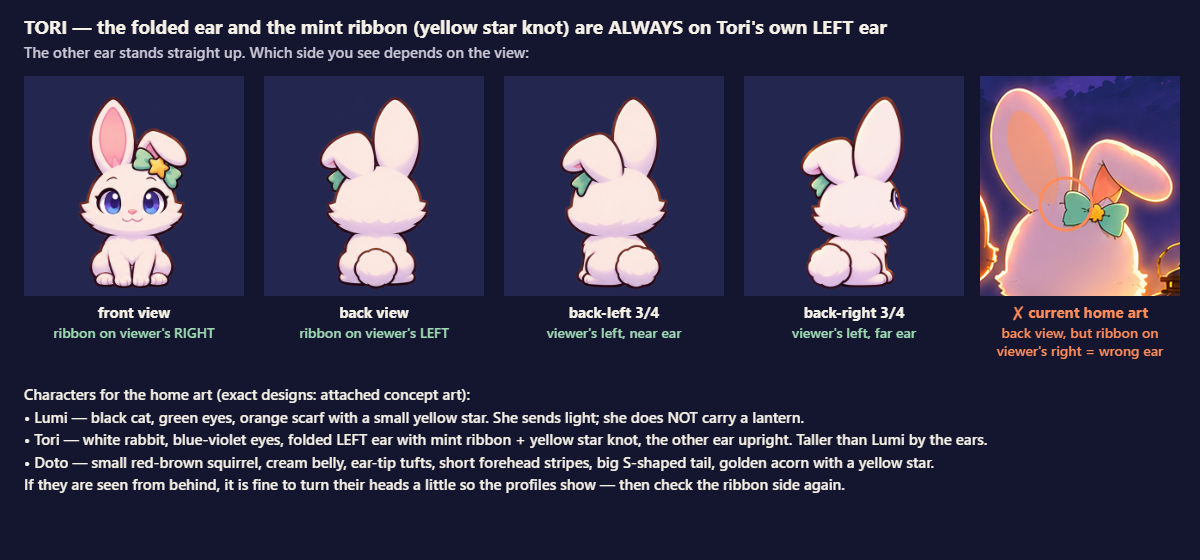 TORI — the folded ear and the mint ribbon (yellow star knot) are ALWAYS on Tori's own LEFT ear
The other ear stands straight up. Which side you see depends on the view:
front view
ribbon on viewer's RIGHT
back view
ribbon on viewer's LEFT
back-left 3/4
viewer's left, near ear
back-right 3/4
viewer's left, far ear
✗ current home art
back view, but ribbon on
viewer's right = wrong ear
Characters for the home art (exact designs: attached concept art):
• Lumi — black cat, green eyes, orange scarf with a small yellow star. She sends light; she does NOT carry a lantern.
• Tori — white rabbit, blue-violet eyes, folded LEFT ear with mint ribbon + yellow star knot, the other ear upright. Taller than Lumi by the ears.
• Doto — small red-brown squirrel, cream belly, ear-tip tufts, short forehead stripes, big S-shaped tail, golden acorn with a yellow star.
If they are seen from behind, it is fine to turn their heads a little so the profiles show — then check the ribbon side again.